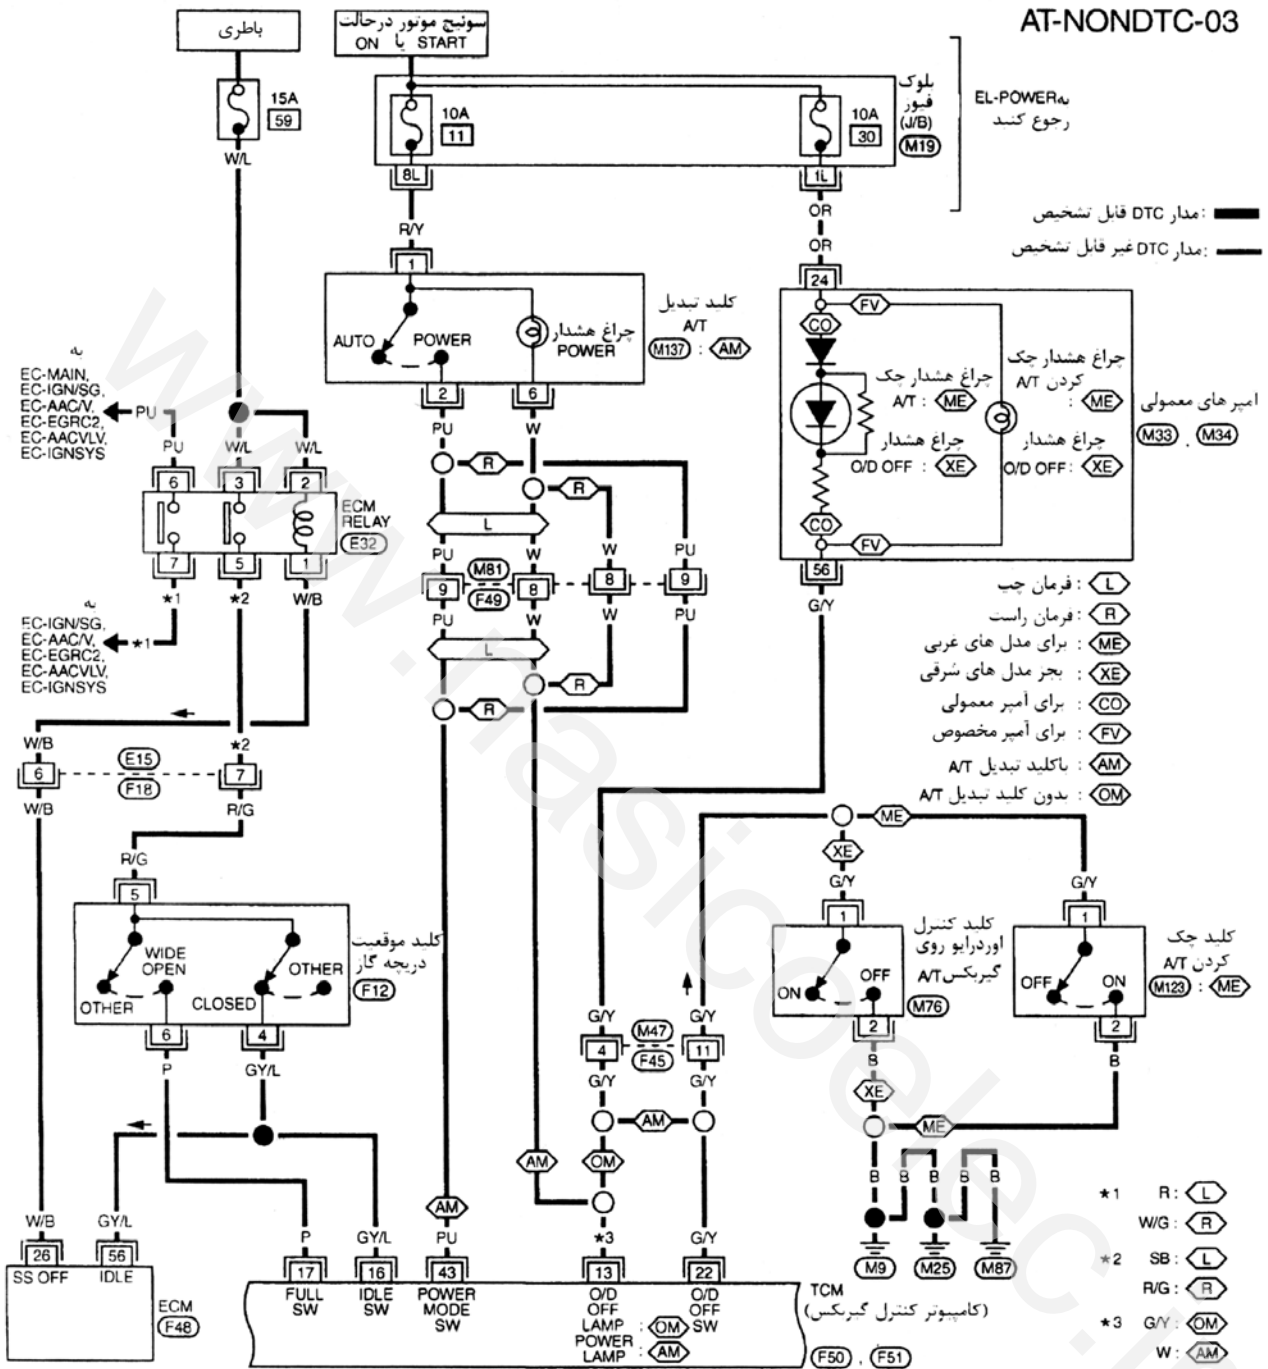 AT-NONDTC-03
باطری
سوئیچ موتور درحالت
START یا ON
15A
59
W/L
10A
11
10A
30
بلوک
فیوز
(J/B)
M19
به EL-POWER
رجوع کنید
8L
1L
R/Y
OR
OR
مدار DTC قابل تشخیص:
مدار DTC غیر قابل تشخیص:
1
24
AUTO
POWER
چراغ هشدار
POWER
کلید تبدیل
A/T
M137 : AM
2
6
PU
W
FV
CO
چراغ هشدار چک
A/T : ME
چراغ هشدار
O/D OFF : XE
چراغ هشدار چک
کردن A/T
: ME
چراغ هشدار
O/D OFF : XE
CO
FV
امپر های معمولی
M33 , M34
56
G/Y
به
EC-MAIN,
EC-IGN/SG,
EC-AAC/V,
EC-EGRC2,
EC-AACVLV,
EC-IGNSYS
PU
PU
W/L
W/L
6
3
2
ECM
RELAY
E32
7
5
1
*1
*2
W/B
به
EC-IGN/SG,
EC-AAC/V,
EC-EGRC2,
EC-AACVLV,
EC-IGNSYS
*1
R
R
L
PU
W
W
PU
9
M81
F49
8
8
9
PU
W
W
PU
L
R
R
L : فرمان چپ
R : فرمان راست
ME : برای مدل های غربی
XE : بجز مدل های شرقی
CO : برای آمپر معمولی
FV : برای آمپر مخصوص
AM : باکلید تبدیل A/T
OM : بدون کلید تبدیل A/T
W/B
*2
6
E15
F18
7
W/B
R/G
R/G
5
WIDE
OPEN
OTHER
OTHER
CLOSED
کلید موقعیت
دریچه گاز
F12
6
4
P
GY/L
ME
XE
G/Y
G/Y
1
1
ON
OFF
کلید کنترل
اوردرایو روی
گیربکس A/T
M76
OFF
ON
کلید چک
کردن A/T
M123 : ME
2
2
B
B
XE
ME
G/Y
M47
F45
G/Y
4
11
G/Y
G/Y
AM
AM
OM
AM
B
B
B
B
B
M9
M25
M87
W/B
GY/L
P
GY/L
PU
*3
G/Y
26
56
17
16
43
13
22
SS OFF
IDLE
ECM
F48
FULL
SW
IDLE
SW
POWER
MODE
SW
O/D
OFF
LAMP : OM
POWER
LAMP : AM
O/D
OFF
SW
TCM
(کامپیوتر کنترل گیربکس)
F50 , F51
*1 R : L
W/G : R
*2 SB : L
R/G : R
*3 G/Y : OM
W : AM